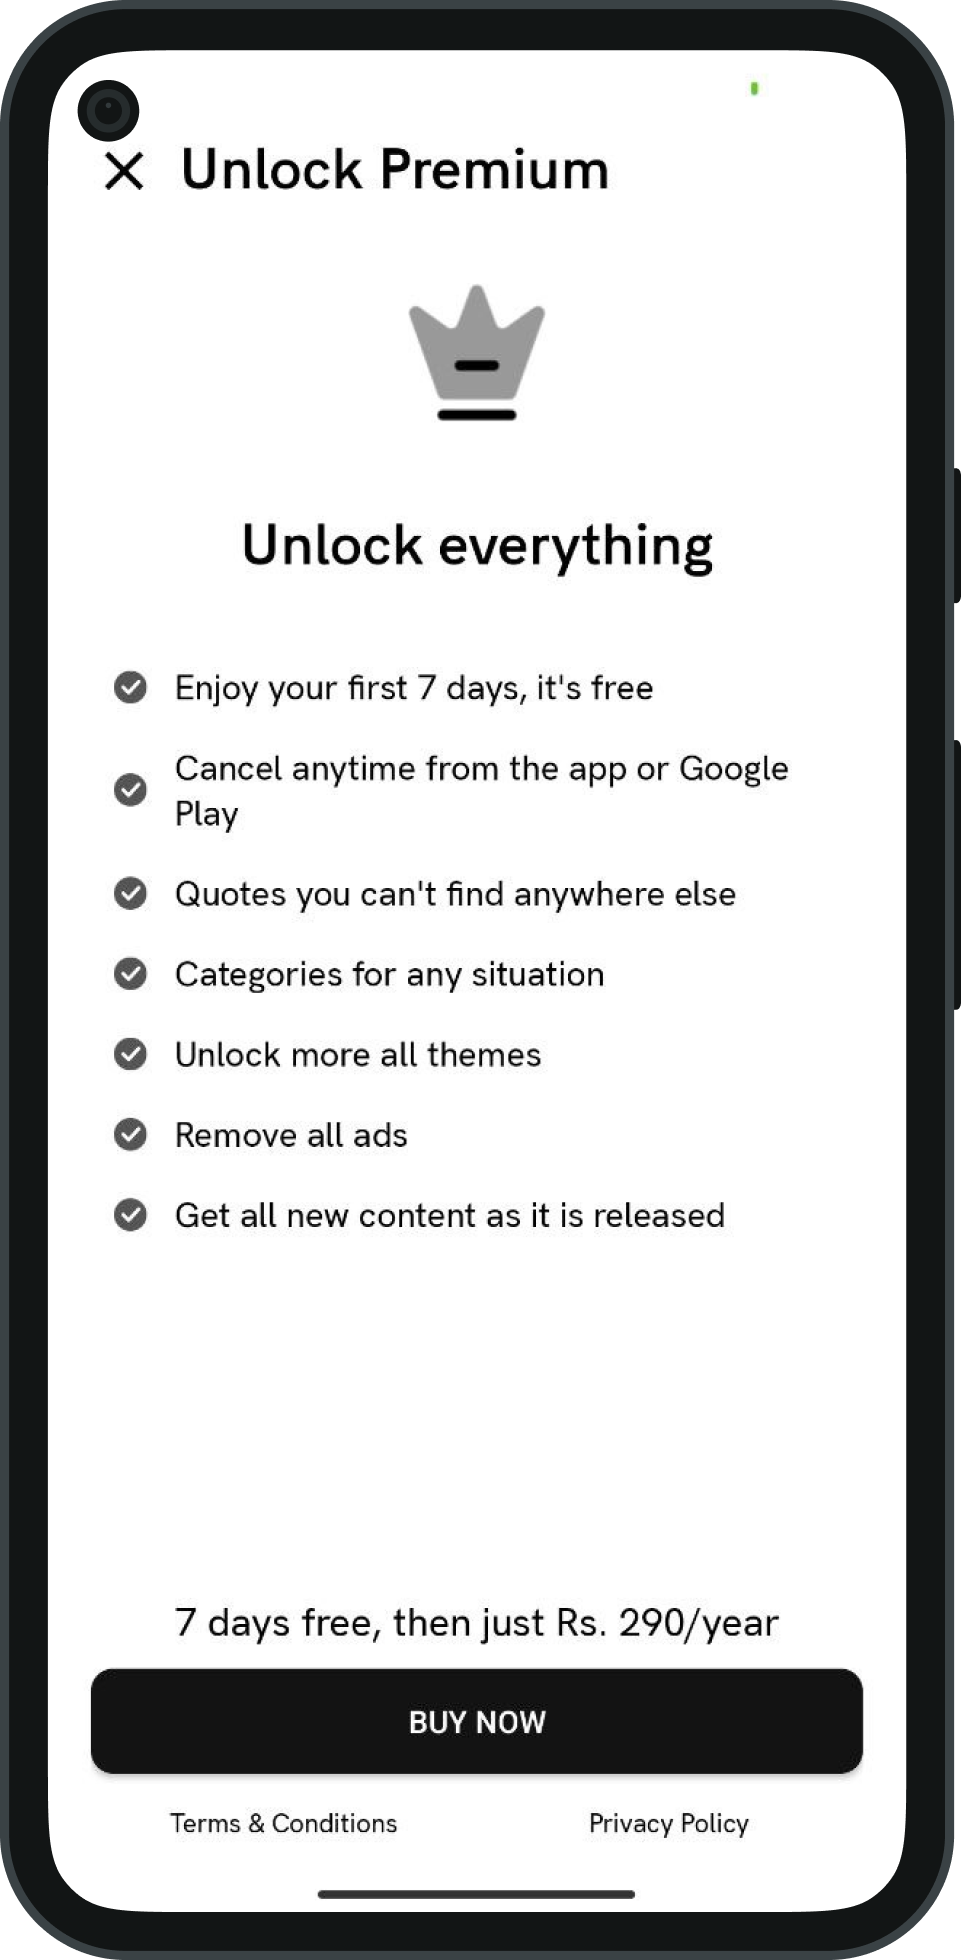 Unlock Premium
Unlock everything
Enjoy your first 7 days, it's free
Cancel anytime from the app or Google
Play
Quotes you can't find anywhere else
Categories for any situation
Unlock more all themes
Remove all ads
Get all new content as it is released
7 days free, then just Rs. 290/year
BUY NOW
Terms & Conditions
Privacy Policy